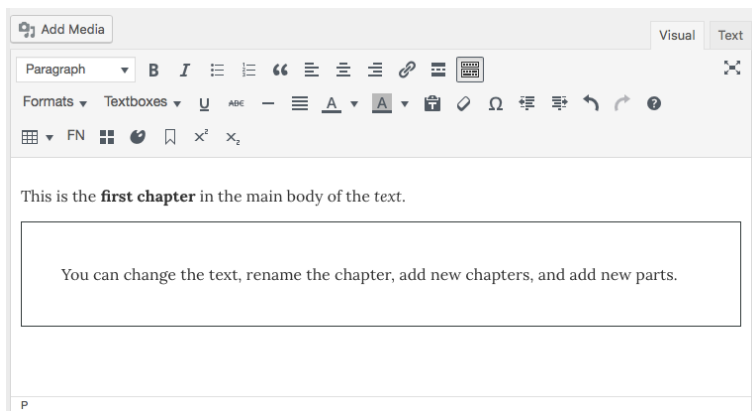 Add Media
Visual Text
Paragraph B I
Formats Textboxes U ABE A A Ω
FN x² x₂
This is the first chapter in the main body of the text.
You can change the text, rename the chapter, add new chapters, and add new parts.
P